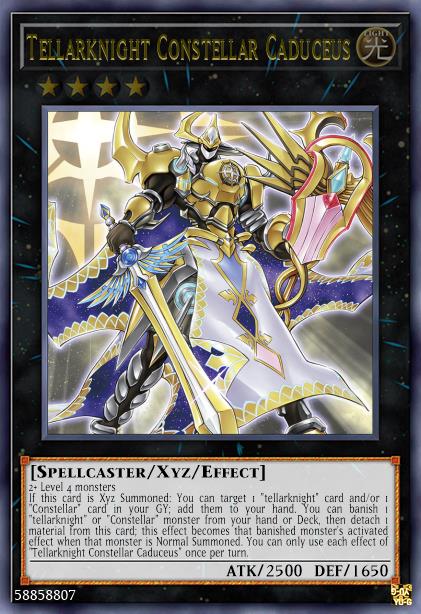 Tellarknight Constellar Caduceus
LIGHT
光
[Spellcaster/Xyz/Effect]
2+ Level 4 monsters
If this card is Xyz Summoned: You can target 1 "tellarknight" card and/or 1
"Constellar" card in your GY; add them to your hand. You can banish 1
"tellarknight" or "Constellar" monster from your hand or Deck, then detach 1
material from this card; this effect becomes that banished monster's activated
effect when that monster is Normal Summoned. You can only use each effect of
"Tellarknight Constellar Caduceus" once per turn.
ATK/2500 DEF/1650
58858807